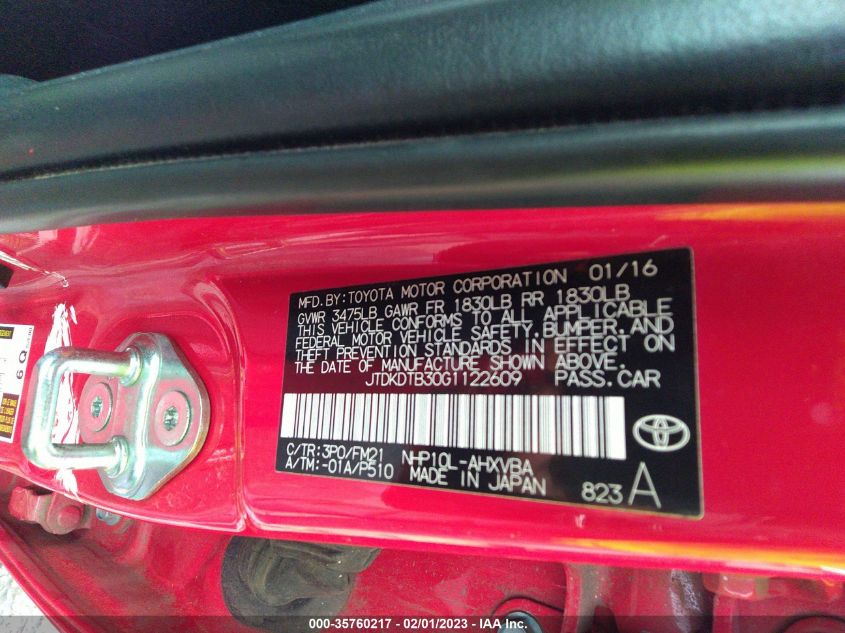 MFD. BY: TOYOTA MOTOR CORPORATION 01/16
GVWR 3475LB GAWR FR 1830LB RR 1830LB
THIS VEHICLE CONFORMS TO ALL APPLICABLE
FEDERAL MOTOR VEHICLE SAFETY, BUMPER, AND
THEFT PREVENTION STANDARDS IN EFFECT ON
THE DATE OF MANUFACTURE SHOWN ABOVE.
JTDKDTB30G1122609 PASS.CAR
C/TR: 3P0/FM21 NHP10L-AHXVBA
A/TM: -01A/P510 MADE IN JAPAN 823 A
000-35760217 - 02/01/2023 - IAA Inc.